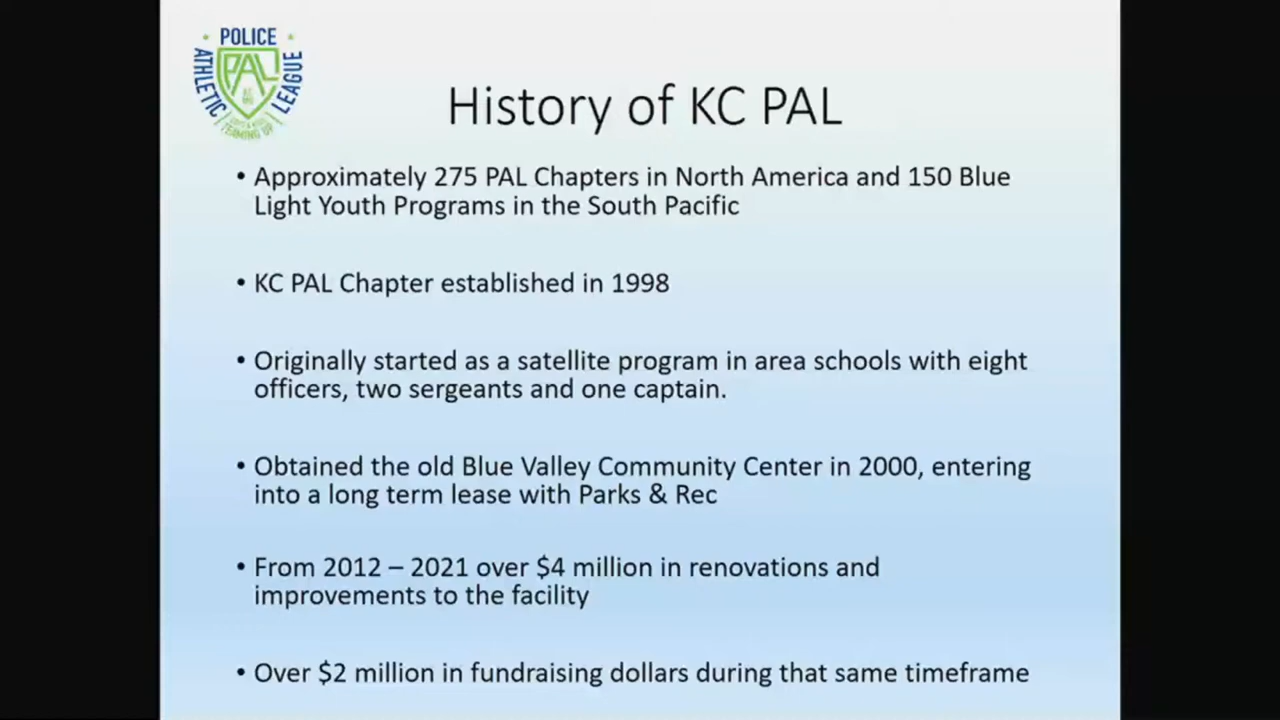 POLICE
ATHLETIC
LEAGUE
PAL
TEAMING UP
History of KC PAL
• Approximately 275 PAL Chapters in North America and 150 Blue
Light Youth Programs in the South Pacific
• KC PAL Chapter established in 1998
• Originally started as a satellite program in area schools with eight
officers, two sergeants and one captain.
• Obtained the old Blue Valley Community Center in 2000, entering
into a long term lease with Parks & Rec
• From 2012 – 2021 over $4 million in renovations and
improvements to the facility
• Over $2 million in fundraising dollars during that same timeframe